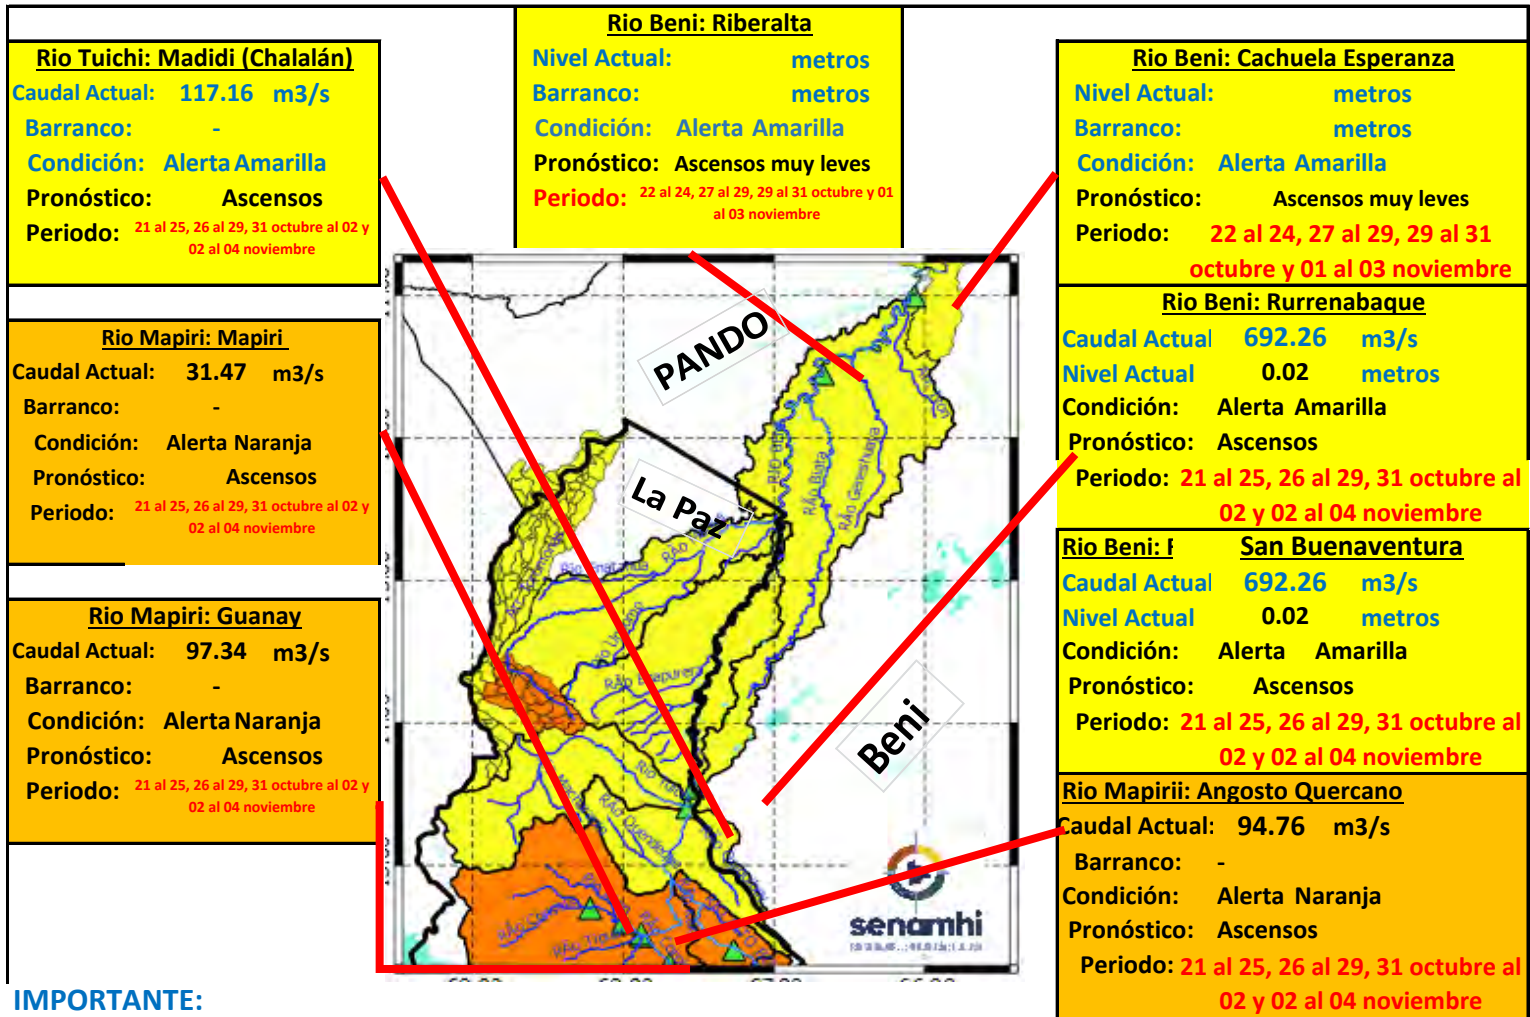 Rio Beni: Riberalta
Nivel Actual: metros
Barranco: metros
Condición: Alerta Amarilla
Pronóstico: Ascensos muy leves
Periodo: 22 al 24, 27 al 29, 29 al 31 octubre y 01
al 03 noviembre
Rio Tuichi: Madidi (Chalalán)
Caudal Actual: 117.16 m3/s
Barranco: -
Condición: Alerta Amarilla
Pronóstico: Ascensos
Periodo: 21 al 25, 26 al 29, 31 octubre al 02 y
02 al 04 noviembre
Rio Mapiri: Mapiri
Caudal Actual: 31.47 m3/s
Barranco: -
Condición: Alerta Naranja
Pronóstico: Ascensos
Periodo: 21 al 25, 26 al 29, 31 octubre al 02 y
02 al 04 noviembre
Rio Mapiri: Guanay
Caudal Actual: 97.34 m3/s
Barranco: -
Condición: Alerta Naranja
Pronóstico: Ascensos
Periodo: 21 al 25, 26 al 29, 31 octubre al 02 y
02 al 04 noviembre
Rio Beni: Cachuela Esperanza
Nivel Actual: metros
Barranco: metros
Condición: Alerta Amarilla
Pronóstico: Ascensos muy leves
Periodo: 22 al 24, 27 al 29, 29 al 31
octubre y 01 al 03 noviembre
Rio Beni: Rurrenabaque
Caudal Actual 692.26 m3/s
Nivel Actual 0.02 metros
Condición: Alerta Amarilla
Pronóstico: Ascensos
Periodo: 21 al 25, 26 al 29, 31 octubre al
02 y 02 al 04 noviembre
Rio Beni: San Buenaventura
Caudal Actual 692.26 m3/s
Nivel Actual 0.02 metros
Condición: Alerta Amarilla
Pronóstico: Ascensos
Periodo: 21 al 25, 26 al 29, 31 octubre al
02 y 02 al 04 noviembre
Rio Mapirii: Angosto Quercano
Caudal Actual: 94.76 m3/s
Barranco: -
Condición: Alerta Naranja
Pronóstico: Ascensos
Periodo: 21 al 25, 26 al 29, 31 octubre al
02 y 02 al 04 noviembre
PANDO
La Paz
Beni
RÃo Biata
RÃo Geneshuaya
senamhi
IMPORTANTE: